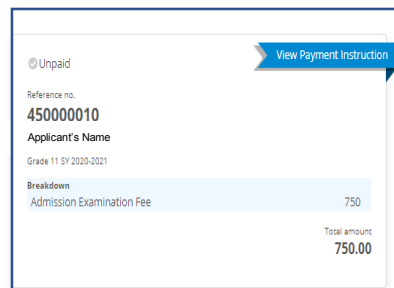 Unpaid
View Payment Instruction
Reference no.
450000010
Applicant's Name
Grade 11 SY 2020-2021
Breakdown
Admission Examination Fee 750
Total amount
750.00